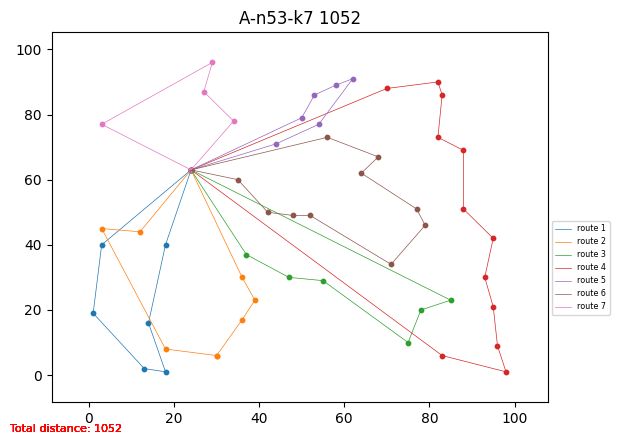 A-n53-k7 1052
100
80
60
40
20
0
0 20 40 60 80 100
route 1
route 2
route 3
route 4
route 5
route 6
route 7
Total distance: 1052